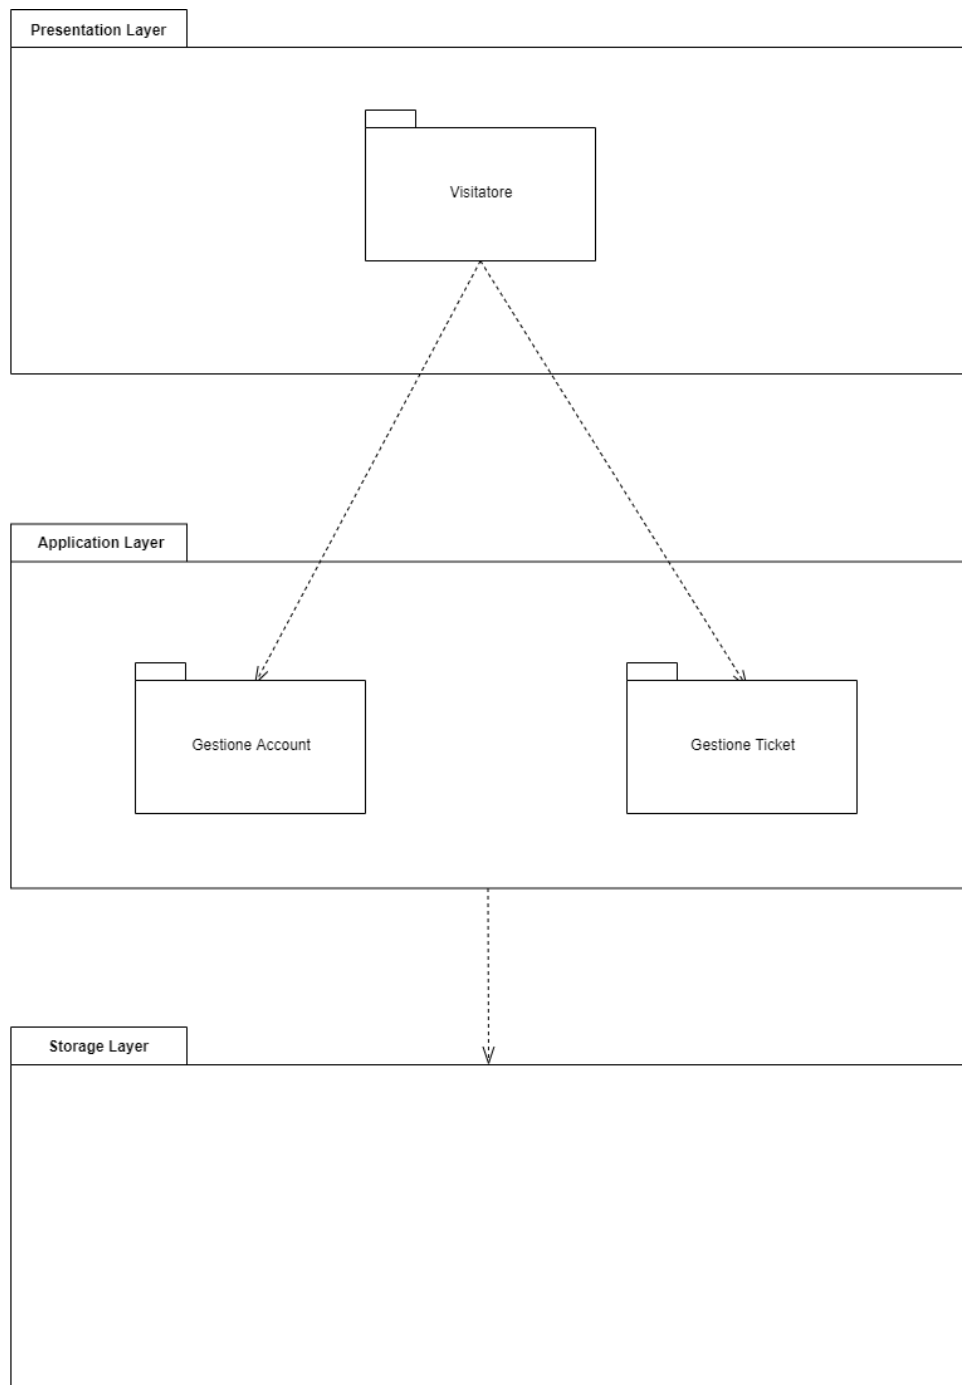 Presentation Layer
Visitatore
Application Layer
Gestione Account
Gestione Ticket
Storage Layer